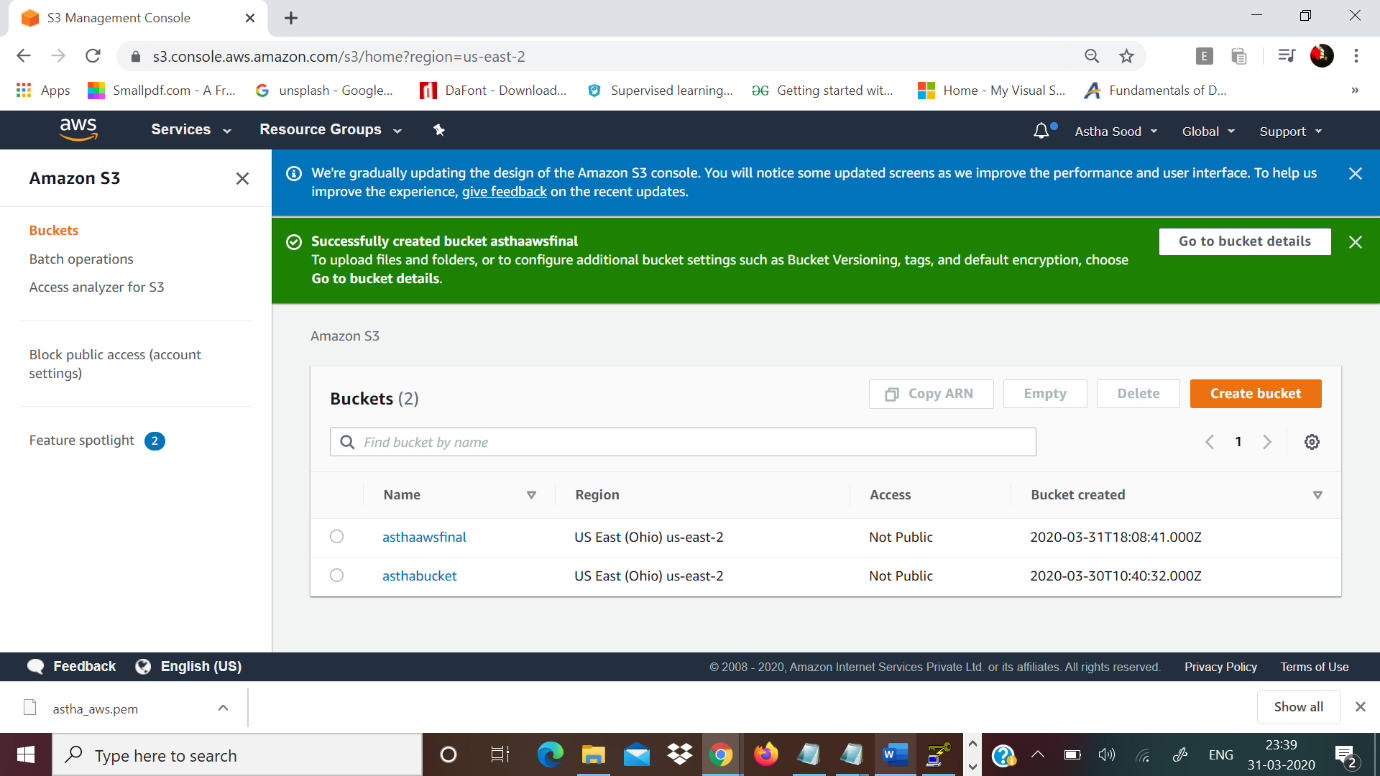 S3 Management Console
s3.console.aws.amazon.com/s3/home?region=us-east-2
E
Apps
Smallpdf.com - A Fr...
unsplash - Google...
DaFont - Download...
Supervised learning...
Getting started wit...
Home - My Visual S...
Fundamentals of D...
»
aws
Services
Resource Groups
Astha Sood
Global
Support
Amazon S3
Buckets
Batch operations
Access analyzer for S3
Block public access (account
settings)
Feature spotlight 2
We're gradually updating the design of the Amazon S3 console. You will notice some updated screens as we improve the performance and user interface. To help us
improve the experience, give feedback on the recent updates.
Successfully created bucket asthaawsfinal
To upload files and folders, or to configure additional bucket settings such as Bucket Versioning, tags, and default encryption, choose
Go to bucket details.
Go to bucket details
Amazon S3
Buckets (2)
Copy ARN
Empty
Delete
Create bucket
Find bucket by name
1
Name Region Access Bucket created
asthaawsfinal US East (Ohio) us-east-2 Not Public 2020-03-31T18:08:41.000Z
asthabucket US East (Ohio) us-east-2 Not Public 2020-03-30T10:40:32.000Z
Feedback
English (US)
© 2008 - 2020, Amazon Internet Services Private Ltd. or its affiliates. All rights reserved.
Privacy Policy
Terms of Use
astha_aws.pem
Show all
Type here to search
W
ENG
23:39
31-03-2020
2